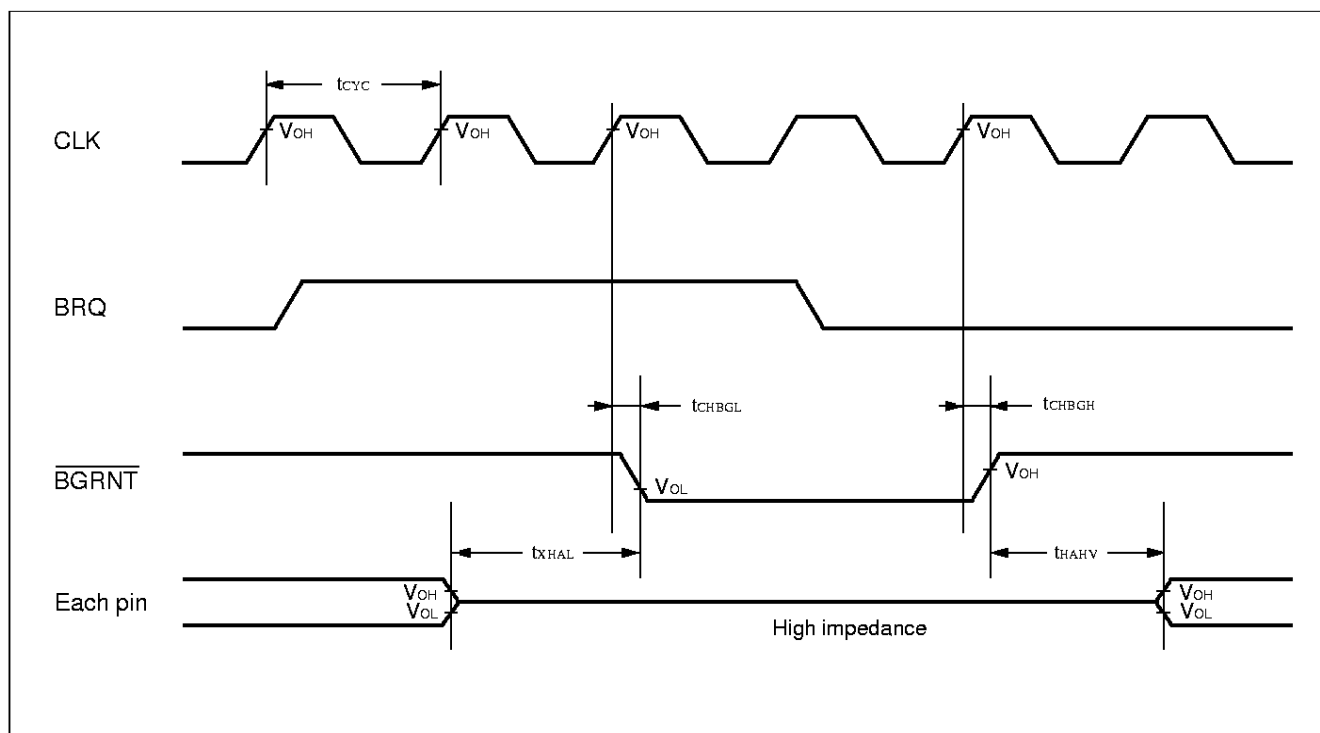 tCYC
CLK
VOH
VOH
VOH
VOH
BRQ
tCHBGL
tCHBGH
BGRNT
VOL
VOH
tXHAL
tHAHV
Each pin
VOH
VOL
VOH
VOL
High impedance